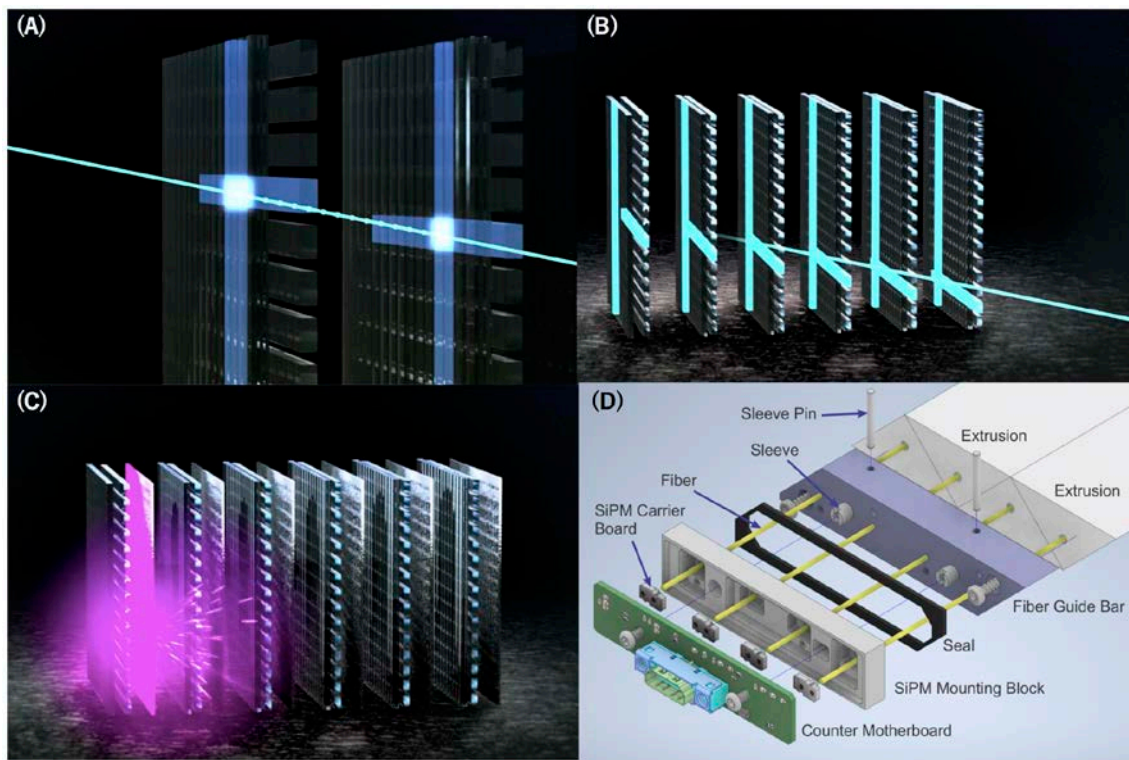 (A)
(B)
(C)
(D)
Sleeve Pin
Extrusion
Sleeve
Extrusion
Fiber
SiPM Carrier
Board
Fiber Guide Bar
Seal
SiPM Mounting Block
Counter Motherboard